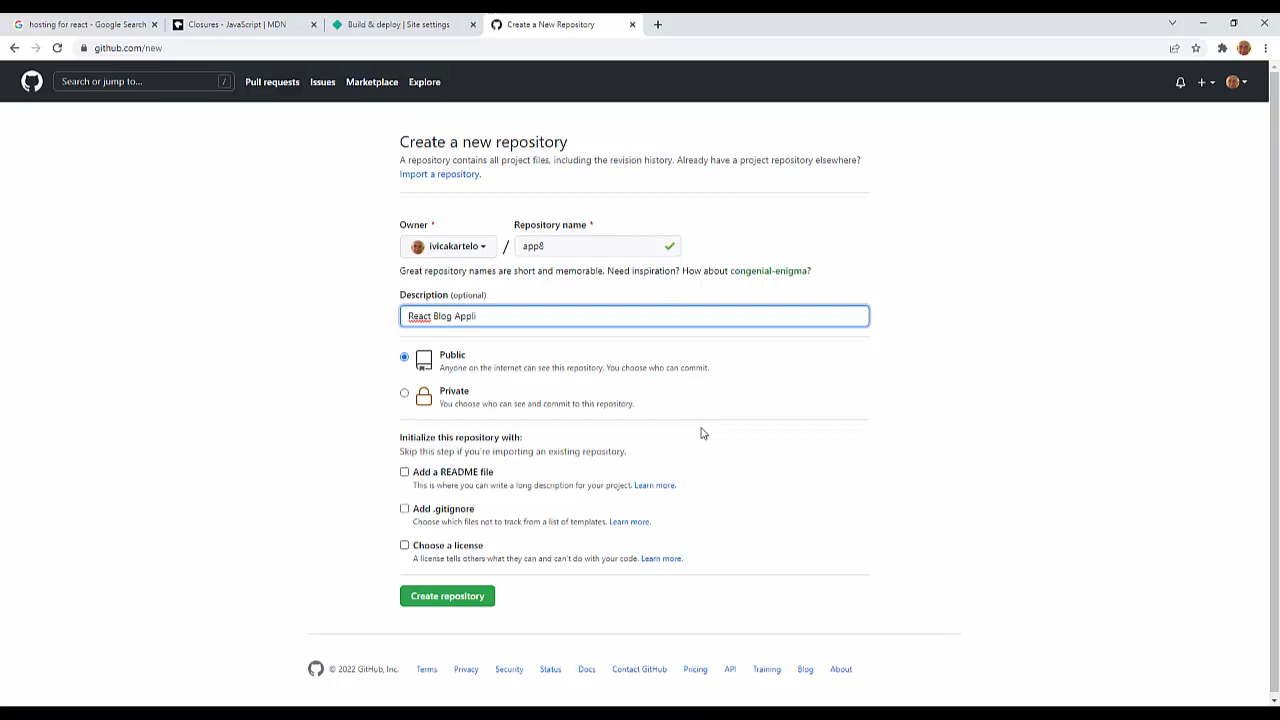 hosting for react - Google Search
Closures - JavaScript | MDN
Build & deploy | Site settings
Create a New Repository
github.com/new
Search or jump to...
/
Pull requests
Issues
Marketplace
Explore
Create a new repository
A repository contains all project files, including the revision history. Already have a project repository elsewhere?
Import a repository.
Owner *
Repository name *
ivicakartelo
/
app8
Great repository names are short and memorable. Need inspiration? How about congenial-enigma?
Description (optional)
React Blog Appli
Public
Anyone on the internet can see this repository. You choose who can commit.
Private
You choose who can see and commit to this repository.
Initialize this repository with:
Skip this step if you're importing an existing repository.
Add a README file
This is where you can write a long description for your project. Learn more.
Add .gitignore
Choose which files not to track from a list of templates. Learn more.
Choose a license
A license tells others what they can and can't do with your code. Learn more.
Create repository
© 2022 GitHub, Inc.
Terms
Privacy
Security
Status
Docs
Contact GitHub
Pricing
API
Training
Blog
About